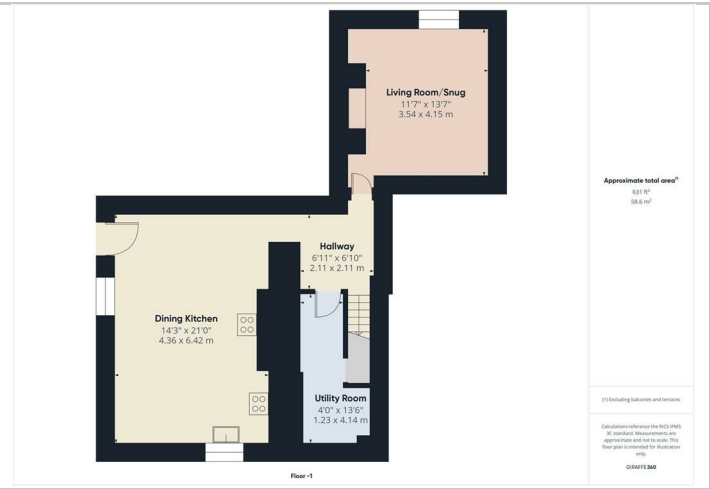 Living Room/Snug
11'7" x 13'7"
3.54 x 4.15 m
Hallway
6'11" x 6'10"
2.11 x 2.11 m
Dining Kitchen
14'3" x 21'0"
4.36 x 6.42 m
Utility Room
4'0" x 13'6"
1.23 x 4.14 m
Floor -1
Approximate total area⁽¹⁾
631 ft²
58.6 m²
(1) Excluding balconies and terraces
Calculations reference the RICS IPMS
3C standard. Measurements are
approximate and not to scale. This
floor plan is intended for illustration
only.
GIRAFFE360